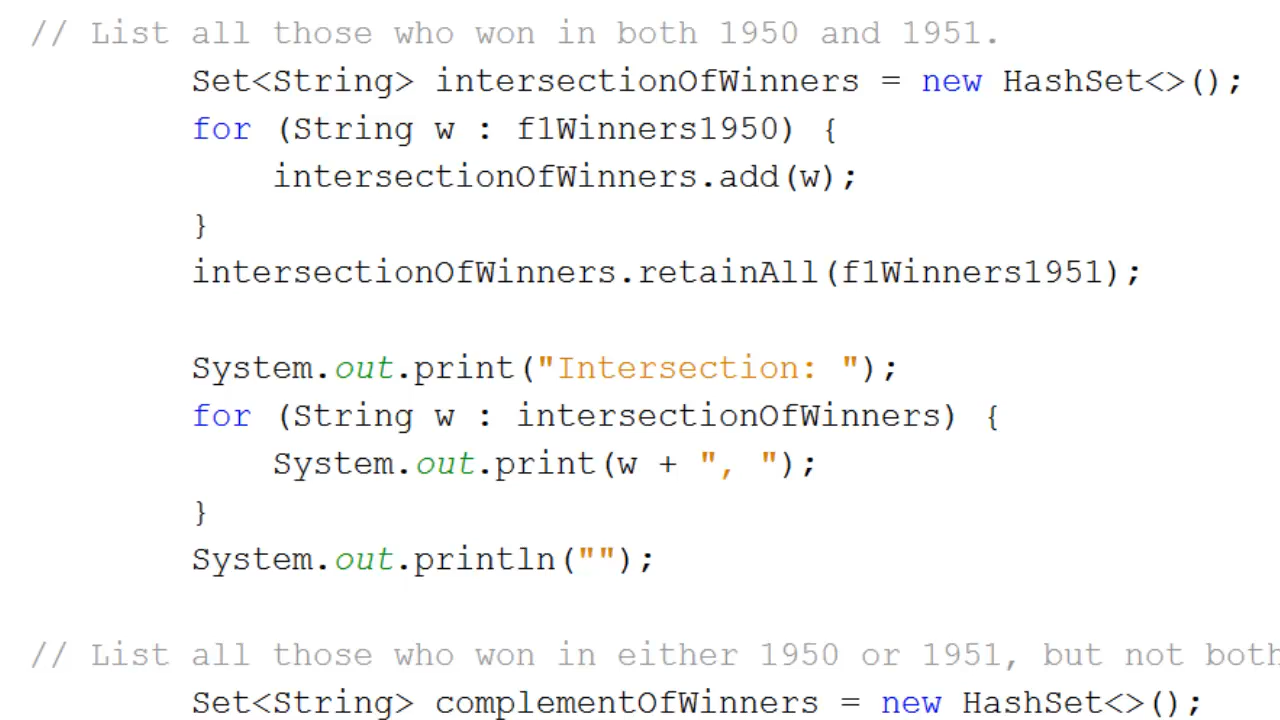 // List all those who won in both 1950 and 1951.
Set<String> intersectionOfWinners = new HashSet<>();
for (String w : f1Winners1950) {
intersectionOfWinners.add(w);
}
intersectionOfWinners.retainAll(f1Winners1951);
System.out.print("Intersection: ");
for (String w : intersectionOfWinners) {
System.out.print(w + ", ");
}
System.out.println("");
// List all those who won in either 1950 or 1951, but not both
Set<String> complementOfWinners = new HashSet<>();